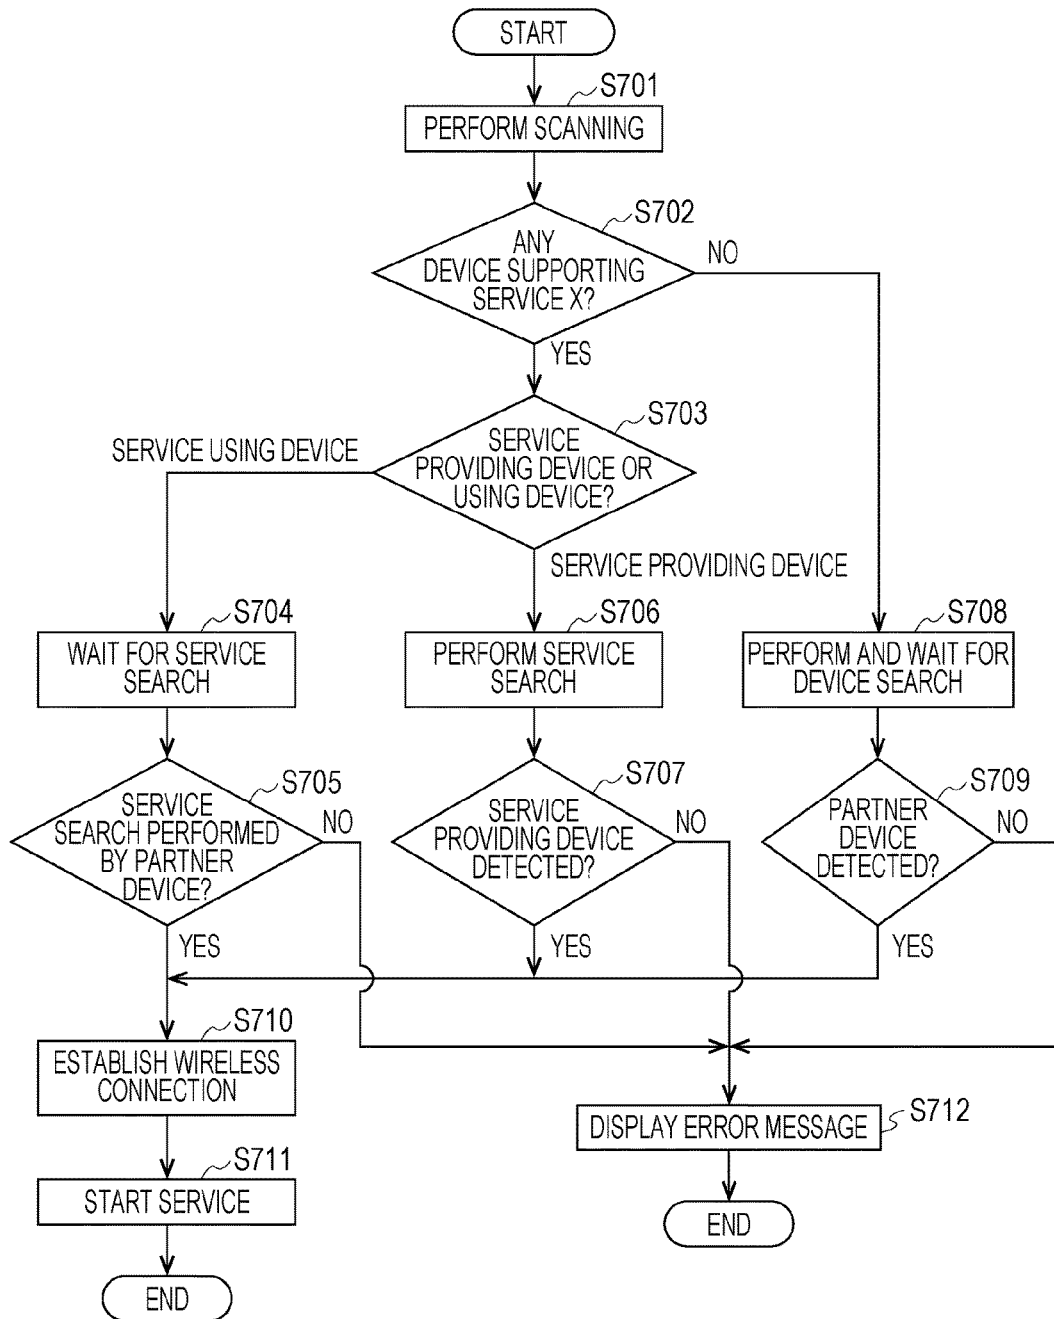 START
S701
PERFORM SCANNING
S702
ANY
DEVICE SUPPORTING
SERVICE X?
NO
YES
S703
SERVICE
PROVIDING DEVICE OR
USING DEVICE?
SERVICE USING DEVICE
SERVICE PROVIDING DEVICE
S704
WAIT FOR SERVICE
SEARCH
S706
PERFORM SERVICE
SEARCH
S708
PERFORM AND WAIT FOR
DEVICE SEARCH
S705
SERVICE
SEARCH PERFORMED
BY PARTNER
DEVICE?
NO
YES
S707
SERVICE
PROVIDING DEVICE
DETECTED?
NO
YES
S709
PARTNER
DEVICE
DETECTED?
NO
YES
S710
ESTABLISH WIRELESS
CONNECTION
S711
START SERVICE
END
S712
DISPLAY ERROR MESSAGE
END